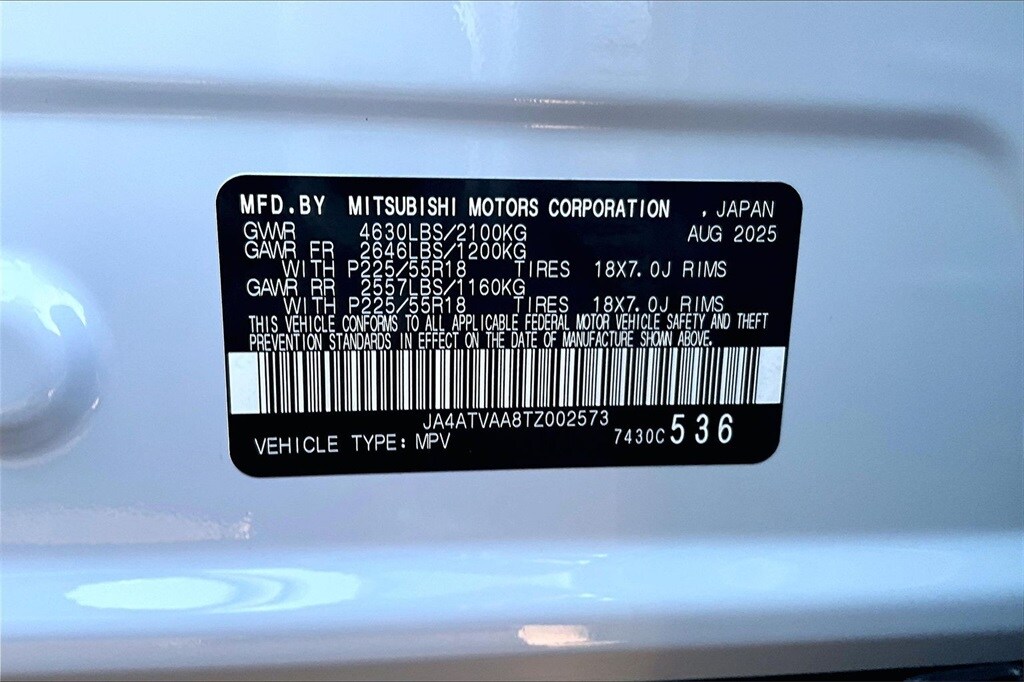 MFD.BY MITSUBISHI MOTORS CORPORATION , JAPAN
GVWR 4630LBS/2100KG AUG 2025
GAWR FR 2646LBS/1200KG
WITH P225/55R18 TIRES 18X7.0J RIMS
GAWR RR 2557LBS/1160KG
WITH P225/55R18 TIRES 18X7.0J RIMS
THIS VEHICLE CONFORMS TO ALL APPLICABLE FEDERAL MOTOR VEHICLE SAFETY AND THEFT
PREVENTION STANDARDS IN EFFECT ON THE DATE OF MANUFACTURE SHOWN ABOVE.
JA4ATVAA8TZ002573
VEHICLE TYPE: MPV 7430C 536